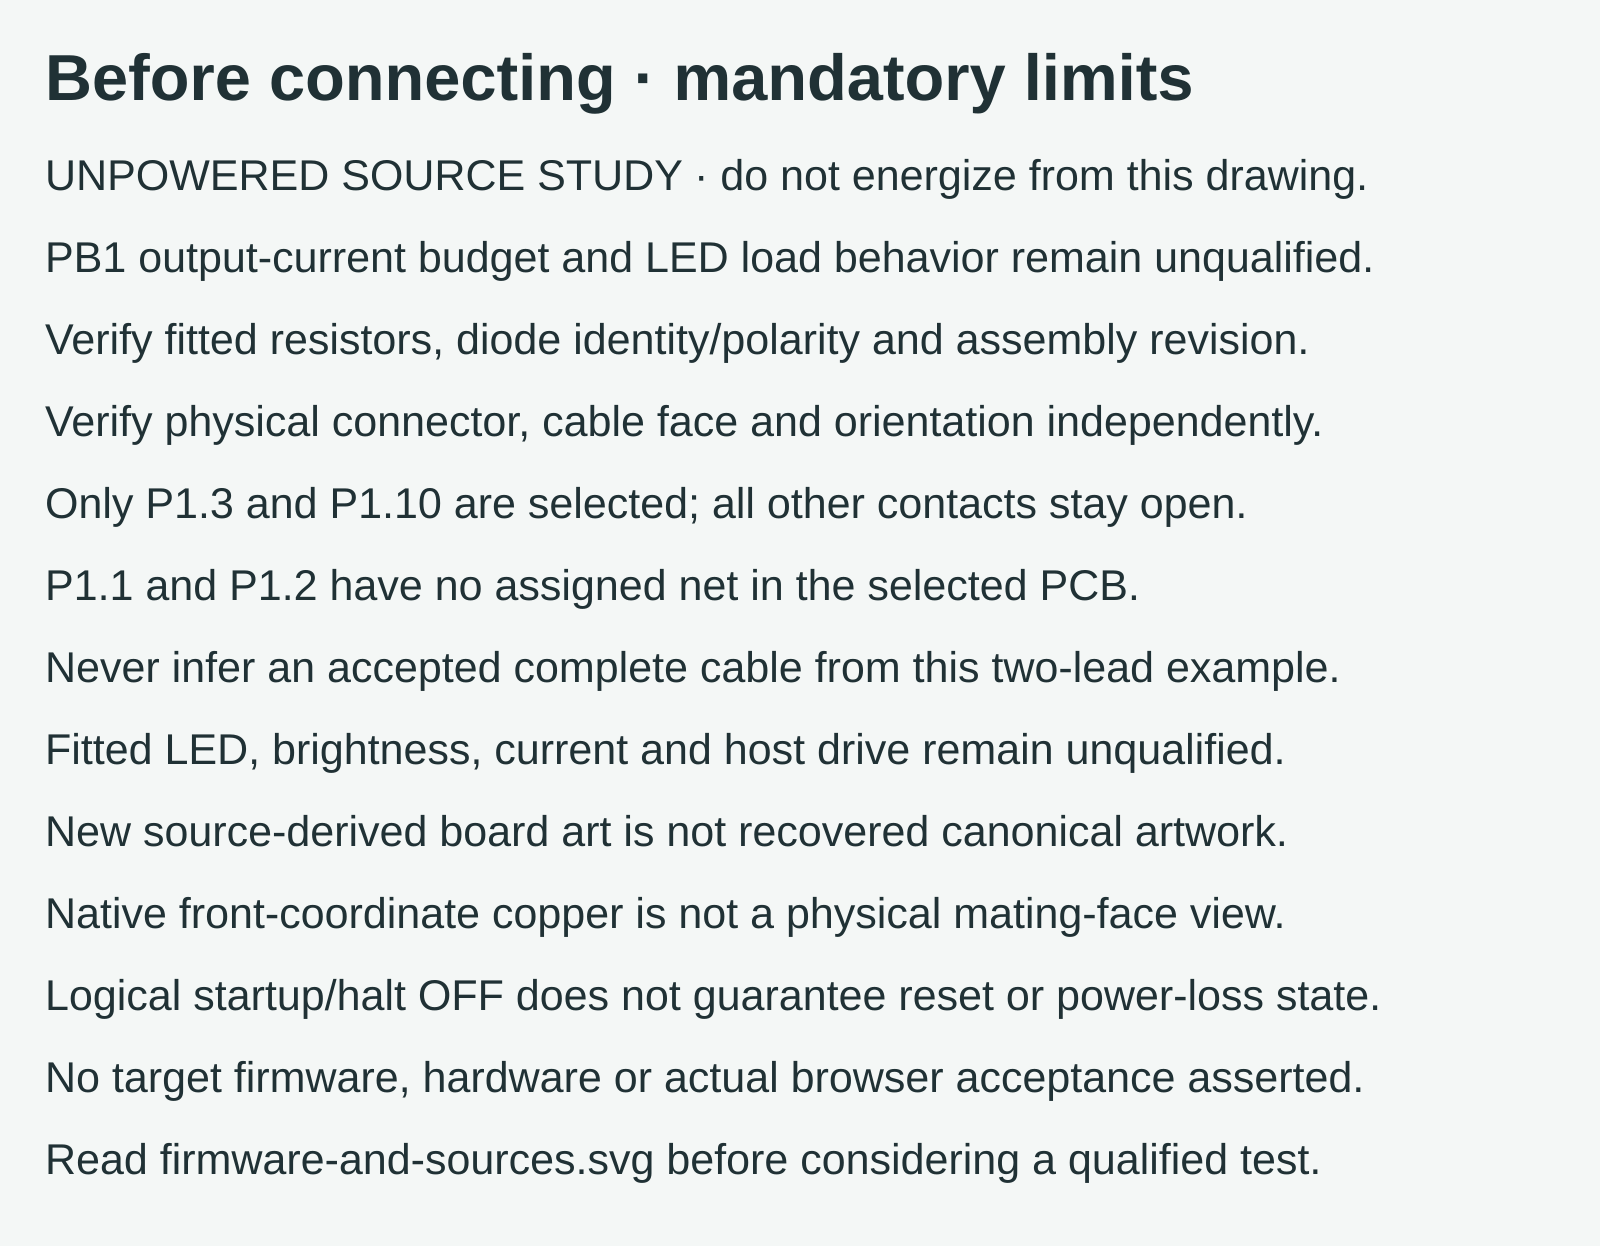 Before connecting · mandatory limits
UNPOWERED SOURCE STUDY · do not energize from this drawing.
PB1 output-current budget and LED load behavior remain unqualified.
Verify fitted resistors, diode identity/polarity and assembly revision.
Verify physical connector, cable face and orientation independently.
Only P1.3 and P1.10 are selected; all other contacts stay open.
P1.1 and P1.2 have no assigned net in the selected PCB.
Never infer an accepted complete cable from this two-lead example.
Fitted LED, brightness, current and host drive remain unqualified.
New source-derived board art is not recovered canonical artwork.
Native front-coordinate copper is not a physical mating-face view.
Logical startup/halt OFF does not guarantee reset or power-loss state.
No target firmware, hardware or actual browser acceptance asserted.
Read firmware-and-sources.svg before considering a qualified test.